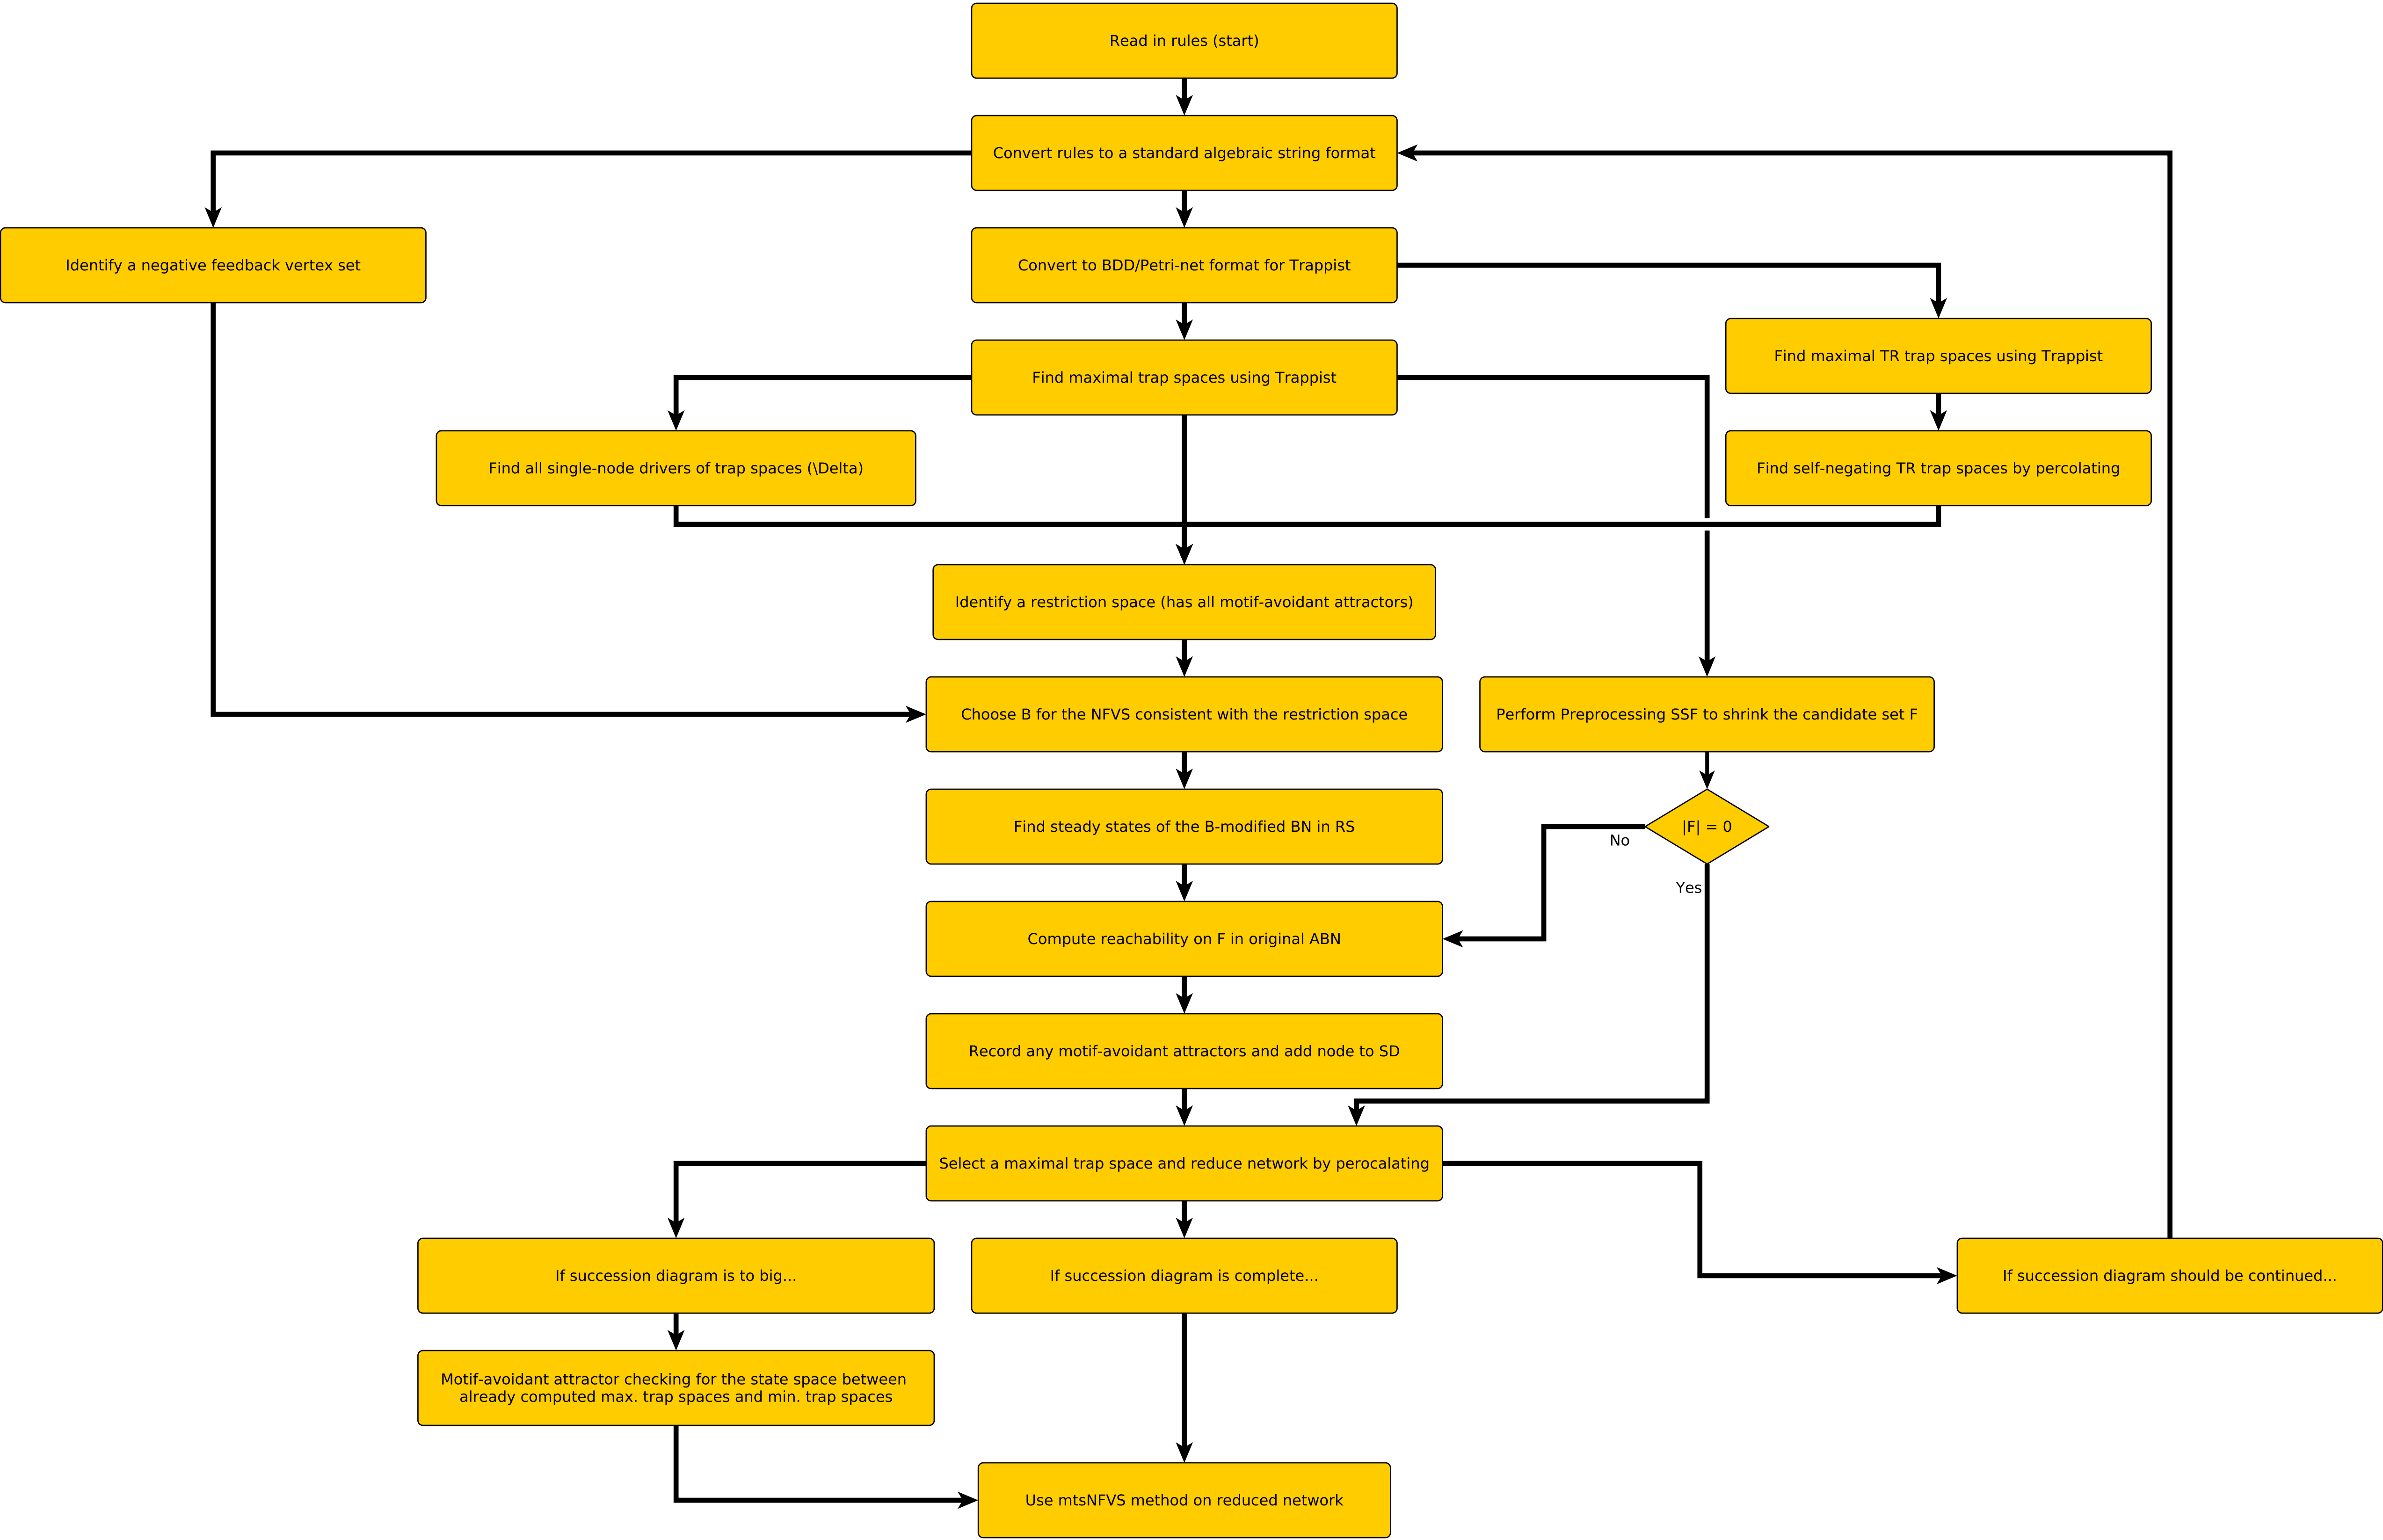 Read in rules (start)
Convert rules to a standard algebraic string format
Identify a negative feedback vertex set
Convert to BDD/Petri-net format for Trappist
Find maximal TR trap spaces using Trappist
Find maximal trap spaces using Trappist
Find all single-node drivers of trap spaces (\Delta)
Find self-negating TR trap spaces by percolating
Identify a restriction space (has all motif-avoidant attractors)
Choose B for the NFVS consistent with the restriction space
Perform Preprocessing SSF to shrink the candidate set F
Find steady states of the B-modified BN in RS
|F| = 0
No
Yes
Compute reachability on F in original ABN
Record any motif-avoidant attractors and add node to SD
Select a maximal trap space and reduce network by perocalating
If succession diagram is to big...
If succession diagram is complete...
If succession diagram should be continued...
Motif-avoidant attractor checking for the state space between
already computed max. trap spaces and min. trap spaces
Use mtsNFVS method on reduced network